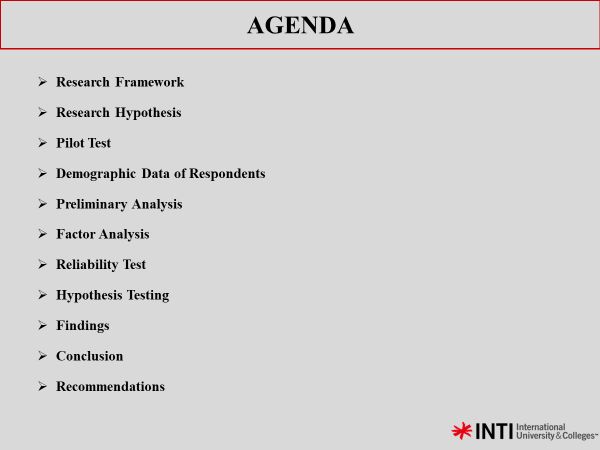 AGENDA
➢ Research Framework
➢ Research Hypothesis
➢ Pilot Test
➢ Demographic Data of Respondents
➢ Preliminary Analysis
➢ Factor Analysis
➢ Reliability Test
➢ Hypothesis Testing
➢ Findings
➢ Conclusion
➢ Recommendations
INTI International
University & Colleges™